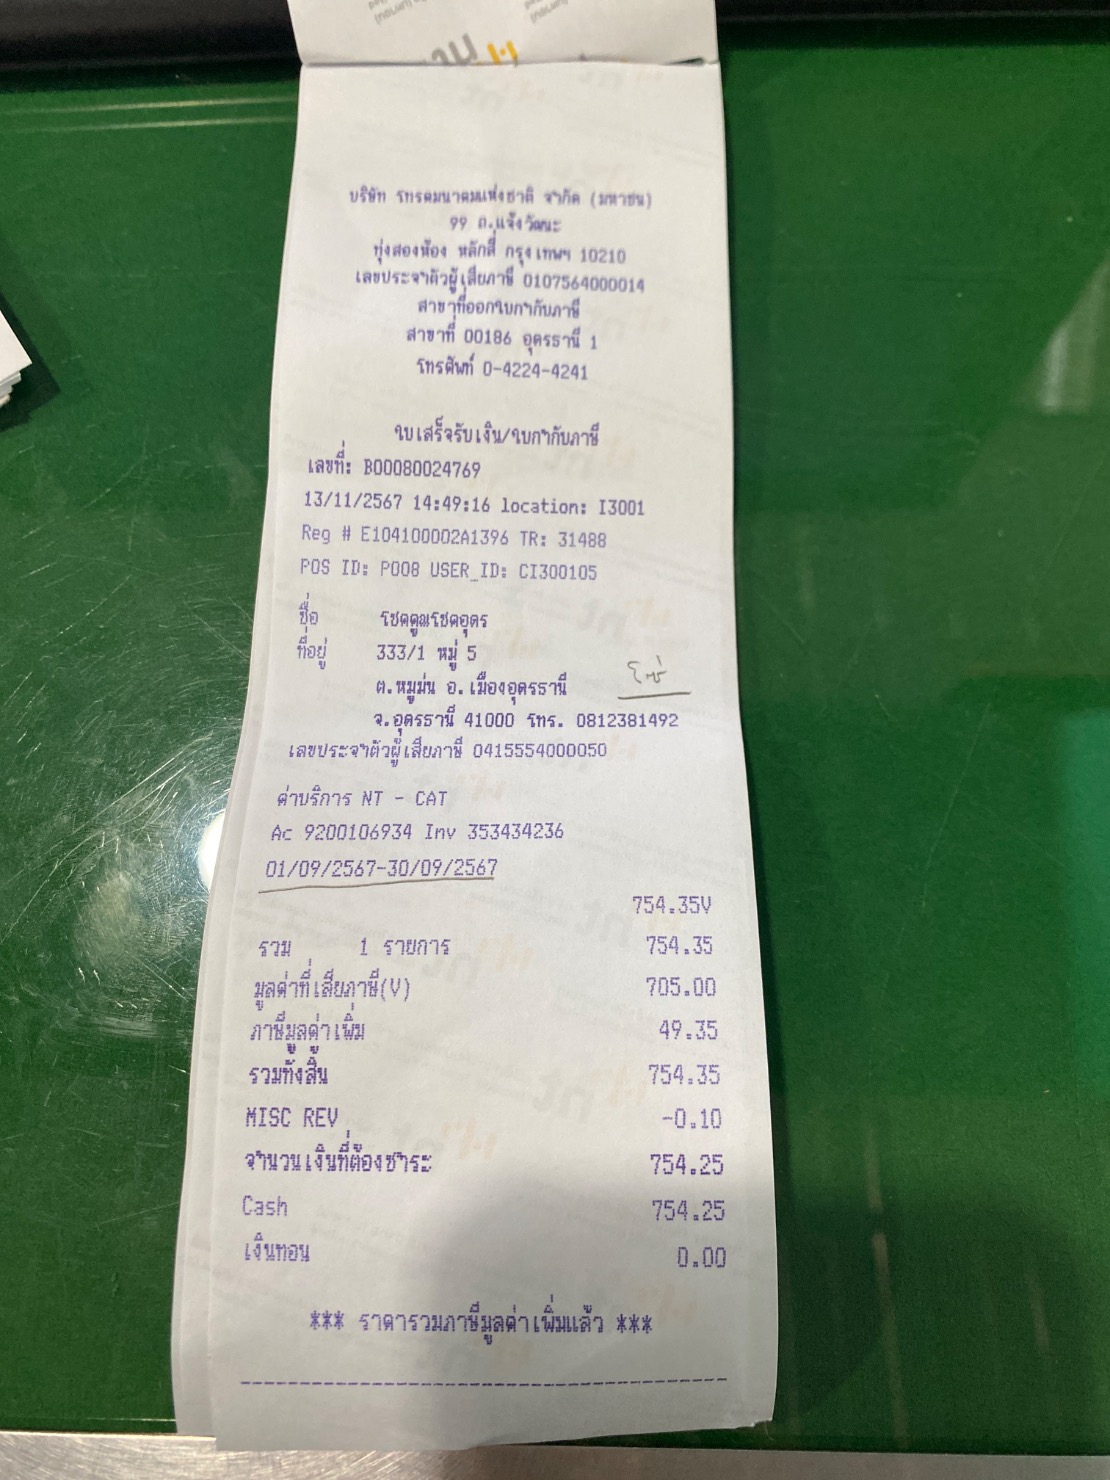 บริษัท โทรคมนาคมแห่งชาติ จำกัด (มหาชน)
99 ถ.แจ้งวัฒนะ
ทุ่งสองห้อง หลักสี่ กรุงเทพฯ 10210
เลขประจำตัวผู้เสียภาษี 0107564000014
สาขาที่ออกใบกำกับภาษี
สาขาที่ 00186 อุดรธานี 1
โทรศัพท์ 0-4224-4241
ใบเสร็จรับเงิน/ใบกำกับภาษี
เลขที่: B00080024769
13/11/2567 14:49:16 location: I3001
Reg # E104100002A1396 TR: 31488
POS ID: P008 USER_ID: CI300105
ชื่อ โชคคูณโชคอุดร
ที่อยู่ 333/1 หมู่ 5
ต.หมูม่น อ.เมืองอุดรธานี
จ.อุดรธานี 41000 โทร. 0812381492
เลขประจำตัวผู้เสียภาษี 0415554000050
ค่าบริการ NT - CAT
Ac 9200106934 Inv 353434236
01/09/2567-30/09/2567
754.35V
รวม 1 รายการ 754.35
มูลค่าที่เสียภาษี(V) 705.00
ภาษีมูลค่าเพิ่ม 49.35
รวมทั้งสิ้น 754.35
MISC REV -0.10
จำนวนเงินที่ต้องชำระ 754.25
Cash 754.25
เงินทอน 0.00
*** ราคารวมภาษีมูลค่าเพิ่มแล้ว ***